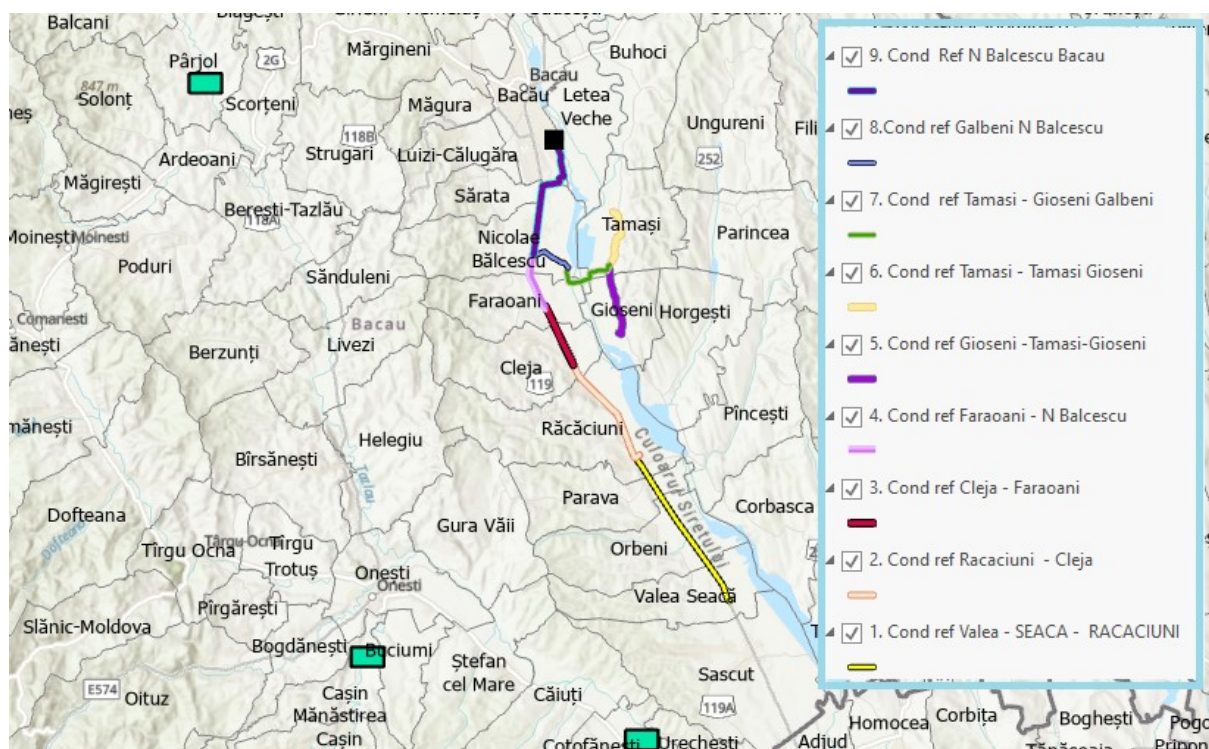 Balcani
Buhoci
Mărgineni
Pârjol
2G
Bacau
847 m
Solonț
Scorțeni
Măgura
Bacău
Letea
Veche
Ungureni
118B
Ardeoani
Strugari
Luizi-Călugăra
252
Măgirești
Sărata
Berești-Tazlău
118A
Tamași
Parincea
Moinești
Moinesti
Nicolae
Bălcescu
Poduri
Sănduleni
Faraoani
Gioseni
Horgești
Comanesti
Bacau
Livezi
Berzunți
Cleja
119
Pîncești
Helegiu
Răcăciuni
Culoarul Siretului
Bîrsănești
Tazlau
Parava
Corbasca
Dofteana
Gura Văii
Dofteana
Tîrgu Ocna
Târgu-Ocna
Tîrgu
Trotuș
Orbeni
Onești
Onesti
Valea Seacă
Pîrgărești
Slănic-Moldova
Bogdănești
Buciumi
Ștefan
cel Mare
Sascut
E574
Oituz
Cașin
Căiuți
119A
Mănăstirea
Cașin
Homocea
Corbița
Boghești
Cotofănești
Urechești
Adjud
9. Cond Ref N Balcescu Bacau
8.Cond ref Galbeni N Balcescu
7. Cond ref Tamasi - Gioseni Galbeni
6. Cond ref Tamasi - Tamasi Gioseni
5. Cond ref Gioseni -Tamasi-Gioseni
4. Cond ref Faraoani - N Balcescu
3. Cond ref Cleja - Faraoani
2. Cond ref Racaciuni - Cleja
1. Cond ref Valea - SEACA - RACACIUNI